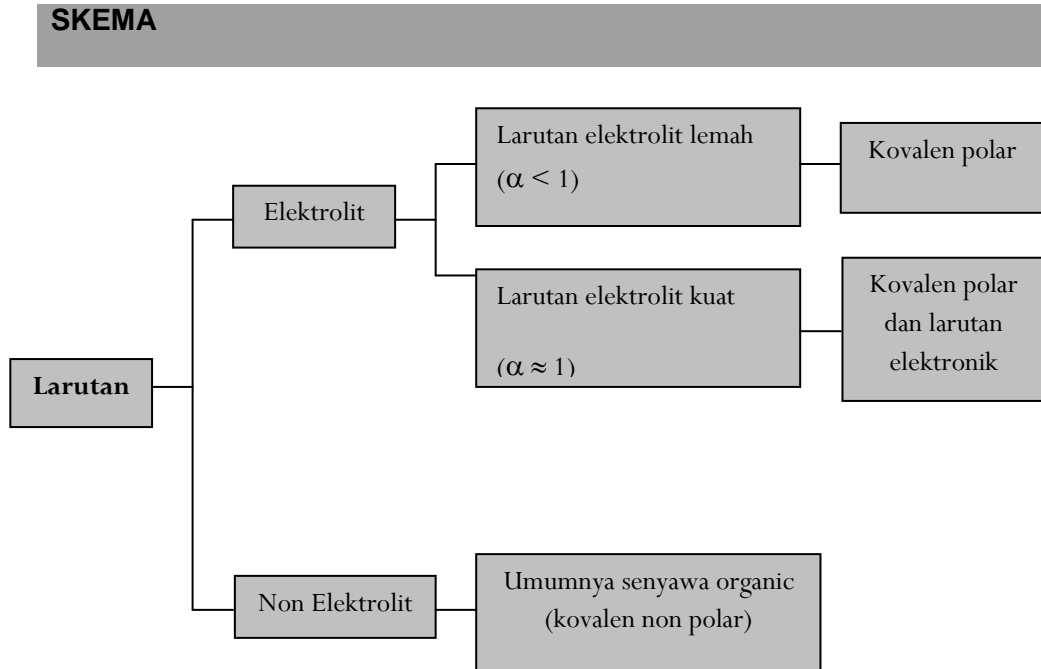 SKEMA
Larutan elektrolit lemah
(α < 1)
Kovalen polar
Elektrolit
Larutan elektrolit kuat
(α ≈ 1)
Kovalen polar
dan larutan
elektronik
Larutan
Non Elektrolit
Umumnya senyawa organic
(kovalen non polar)